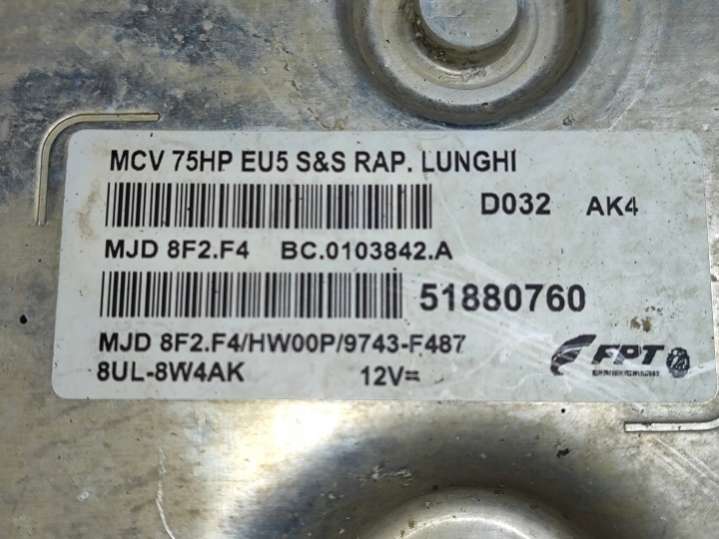 MCV 75HP EU5 S&S RAP. LUNGHI
D032 AK4
MJD 8F2.F4 BC.0103842.A
51880760
MJD 8F2.F4/HW00P/9743-F487
8UL-8W4AK 12V=
FPT